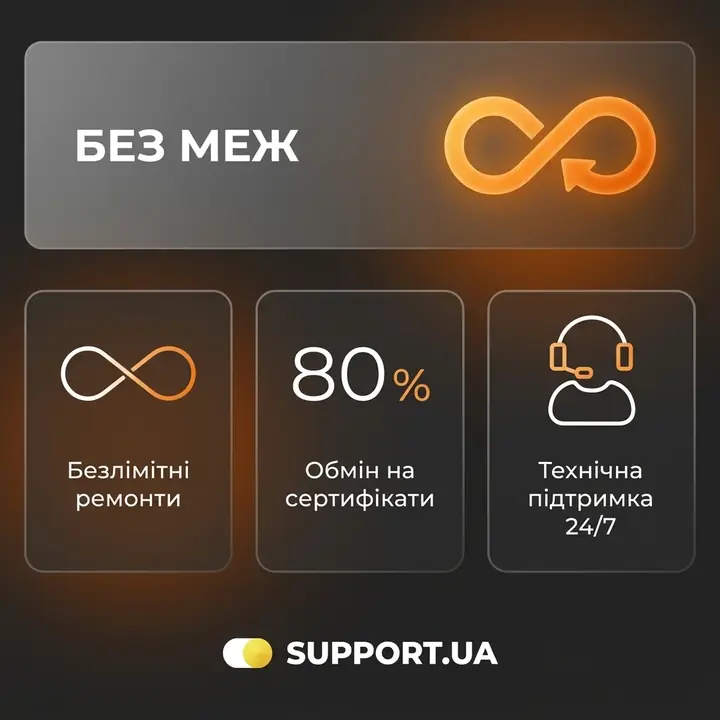 БЕЗ МЕЖ
Безлімітні
ремонти
80%
Обмін на
сертифікати
Технічна
підтримка
24/7
SUPPORT.UA